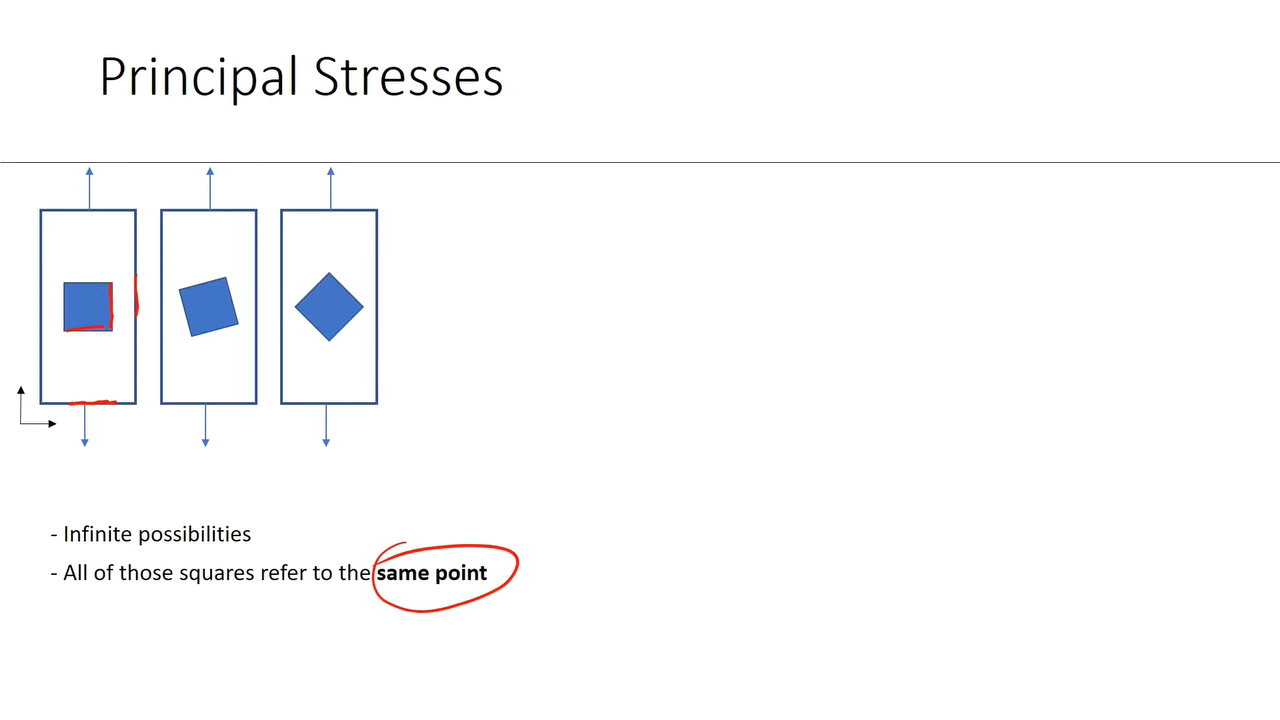 Principal Stresses
- Infinite possibilities
- All of those squares refer to the same point